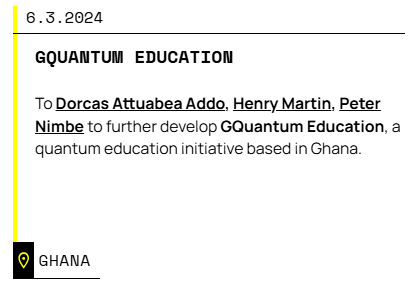 6.3.2024
GQUANTUM EDUCATION
To Dorcas Attuabea Addo, Henry Martin, Peter
Nimbe to further develop GQuantum Education, a
quantum education initiative based in Ghana.
GHANA